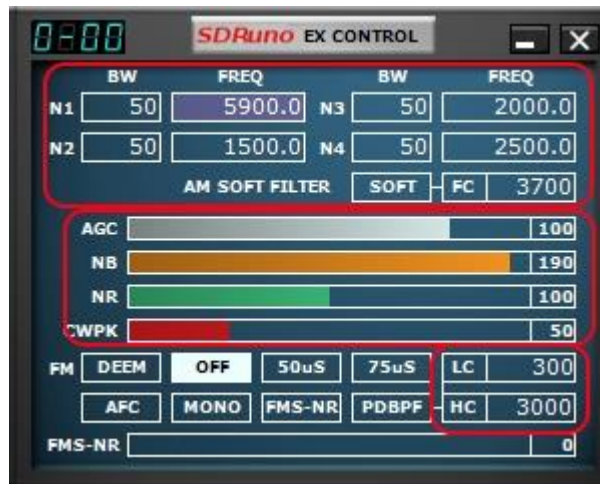 0-00 SDRuno EX CONTROL
BW FREQ BW FREQ
N1 50 5900.0 N3 50 2000.0
N2 50 1500.0 N4 50 2500.0
AM SOFT FILTER SOFT FC 3700
AGC 100
NB 190
NR 100
CWPK 50
FM DEEM OFF 50uS 75uS LC 300
AFC MONO FMS-NR PDBPF HC 3000
FMS-NR 0